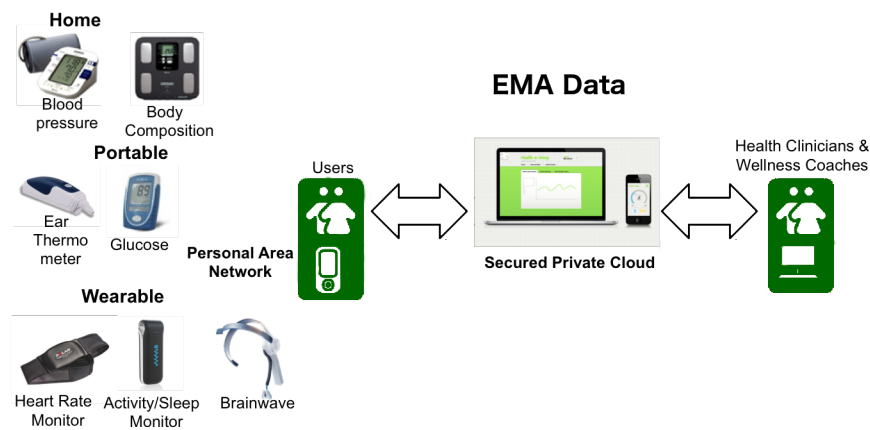 Home
Blood
pressure
Body
Composition
Portable
Ear
Thermo
meter
Glucose
89
Wearable
Heart Rate
Monitor
Activity/Sleep
Monitor
Brainwave
Personal Area
Network
Users
EMA Data
Secured Private Cloud
Health Clinicians &
Wellness Coaches